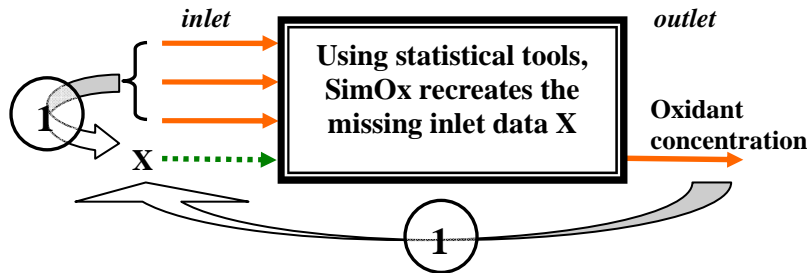 inlet
outlet
Using statistical tools,
SimOx recreates the
missing inlet data X
1
Oxidant
concentration
X
1